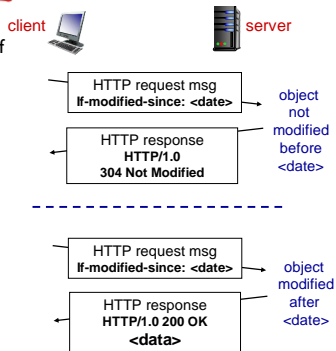 client
server
f
HTTP request msg
If-modified-since: <date>
object
not
modified
before
<date>
HTTP response
HTTP/1.0
304 Not Modified
HTTP request msg
If-modified-since: <date>
object
modified
after
<date>
HTTP response
HTTP/1.0 200 OK
<data>